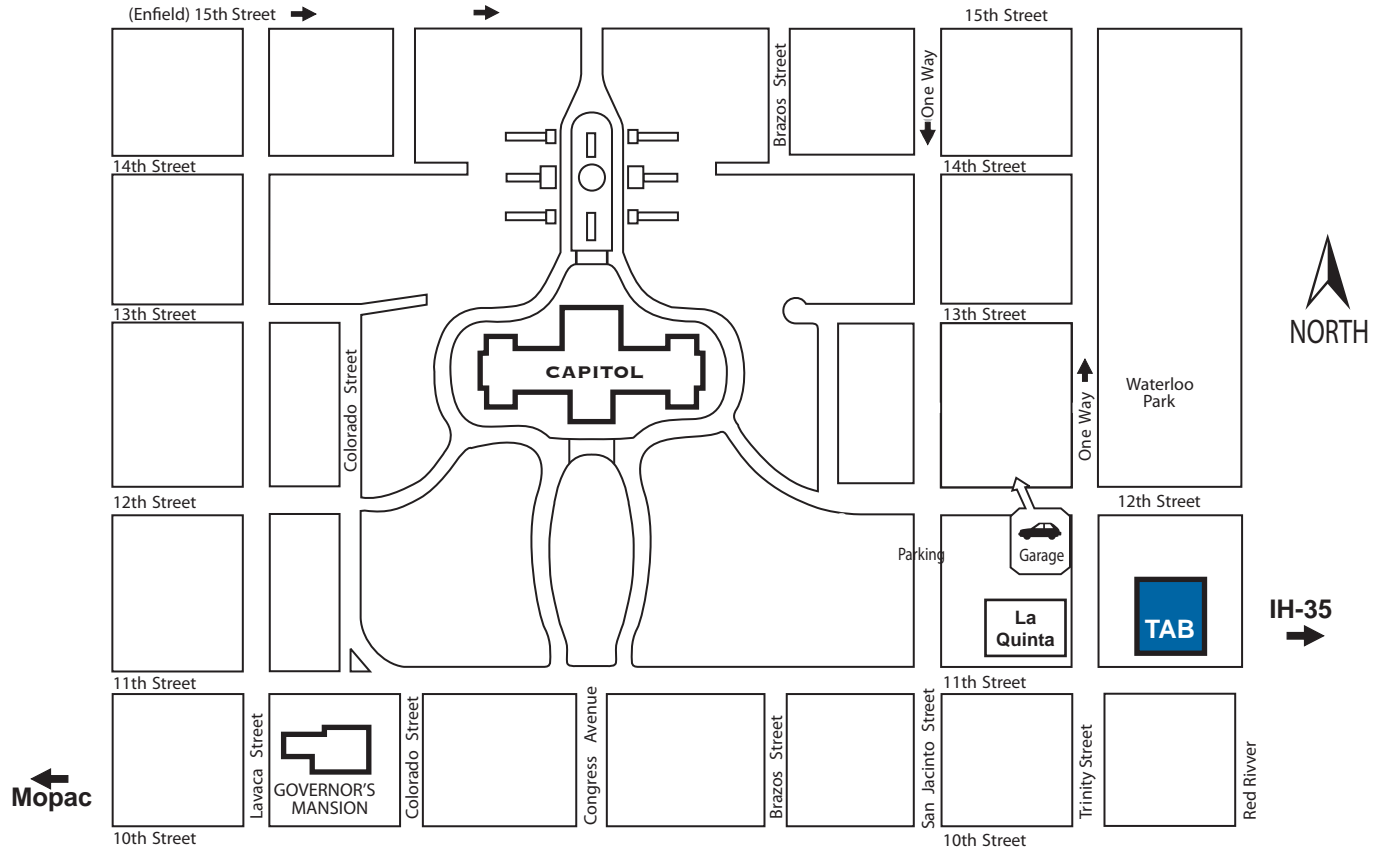 (Enfield) 15th Street
15th Street
Brazos Street
One Way
14th Street
14th Street
13th Street
13th Street
NORTH
CAPITOL
Colorado Street
One Way
Waterloo
Park
12th Street
12th Street
Parking
Garage
La
Quinta
TAB
IH-35
11th Street
11th Street
Lavaca Street
GOVERNOR'S
MANSION
Colorado Street
Congress Avenue
Brazos Street
San Jacinto Street
Trinity Street
Red Rivver
Mopac
10th Street
10th Street